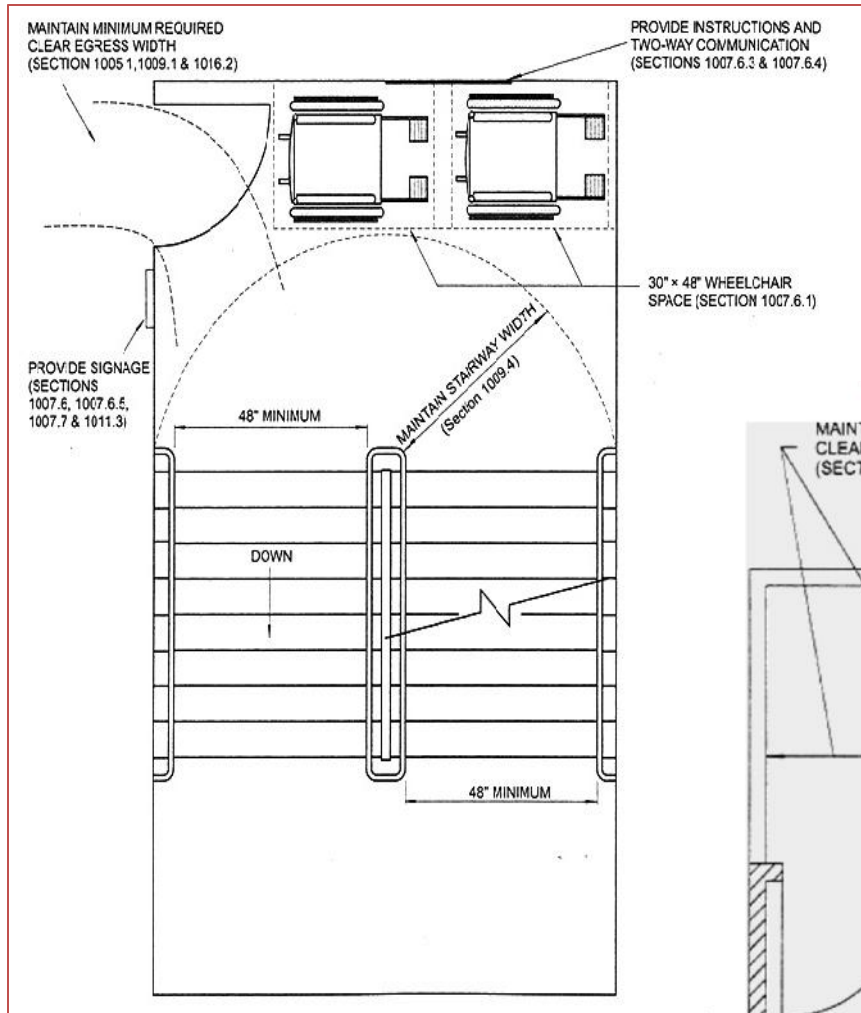 MAINTAIN MINIMUM REQUIRED
CLEAR EGRESS WIDTH
(SECTION 1005 1,1009.1 & 1016.2)
PROVIDE INSTRUCTIONS AND
TWO-WAY COMMUNICATION
(SECTIONS 1007.6.3 & 1007.6.4)
30" × 48" WHEELCHAIR
SPACE (SECTION 1007.6.1)
MAINTAIN STAIRWAY WIDTH
(Section 1009.4)
PROVIDE SIGNAGE
(SECTIONS
1007.6, 1007.6.5,
1007.7 & 1011.3)
48" MINIMUM
DOWN
48" MINIMUM
MAINT
CLEAI
(SECT